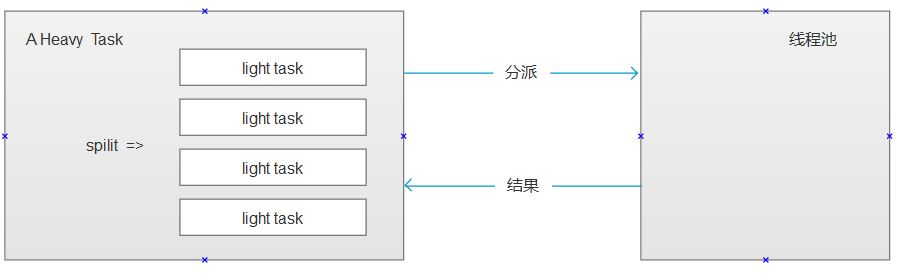 A Heavy Task
线程池
light task
分派
light task
spilit =>
light task
结果
light task